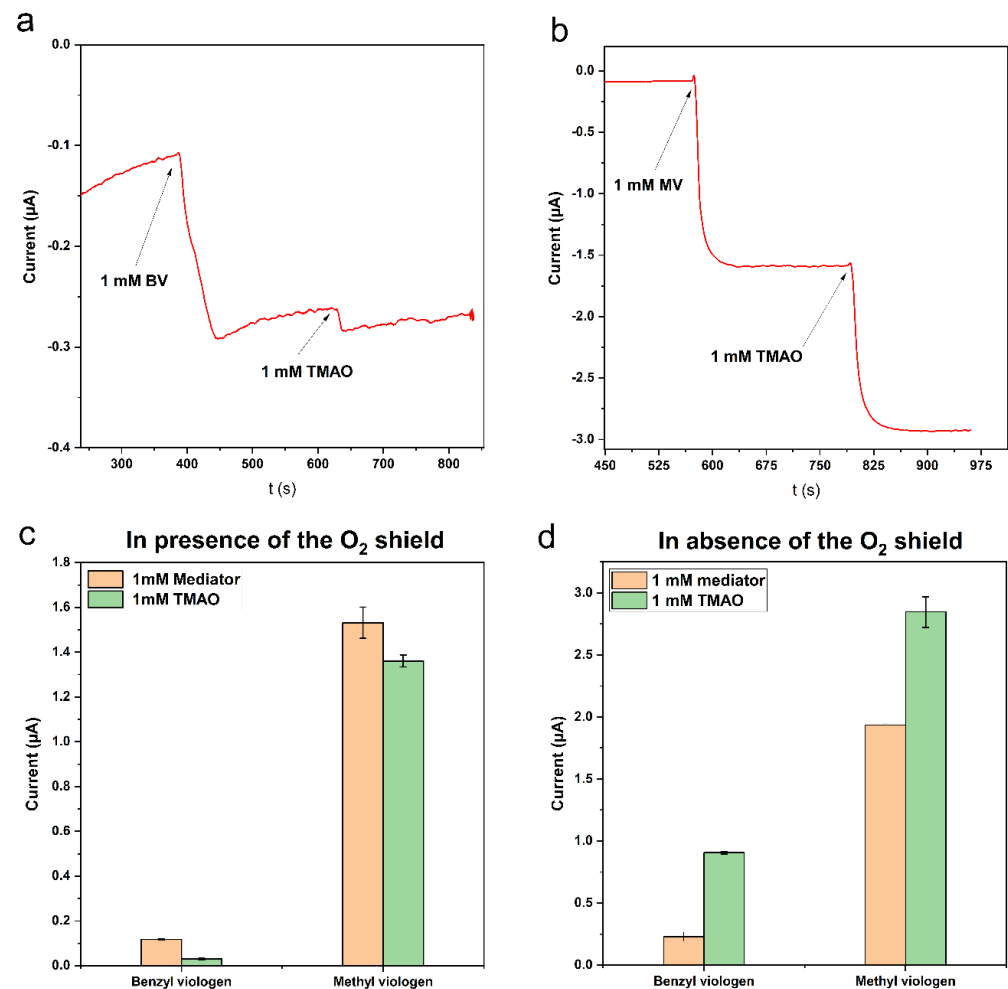 a
0.0
-0.1
-0.2
-0.3
-0.4
Current (µA)
1 mM BV
1 mM TMAO
300
400
500
600
700
800
t (s)
b
0.0
-0.5
-1.0
-1.5
-2.0
-2.5
-3.0
Current (µA)
1 mM MV
1 mM TMAO
450
525
600
675
750
825
900
975
t (s)
c
In presence of the O₂ shield
1mM Mediator
1mM TMAO
1.8
1.6
1.4
1.2
1.0
0.8
0.6
0.4
0.2
0.0
Current (µA)
Benzyl viologen
Methyl viologen
d
In absence of the O₂ shield
1 mM mediator
1 mM TMAO
3.0
2.5
2.0
1.5
1.0
0.5
0.0
Current (µA)
Benzyl viologen
Methyl viologen